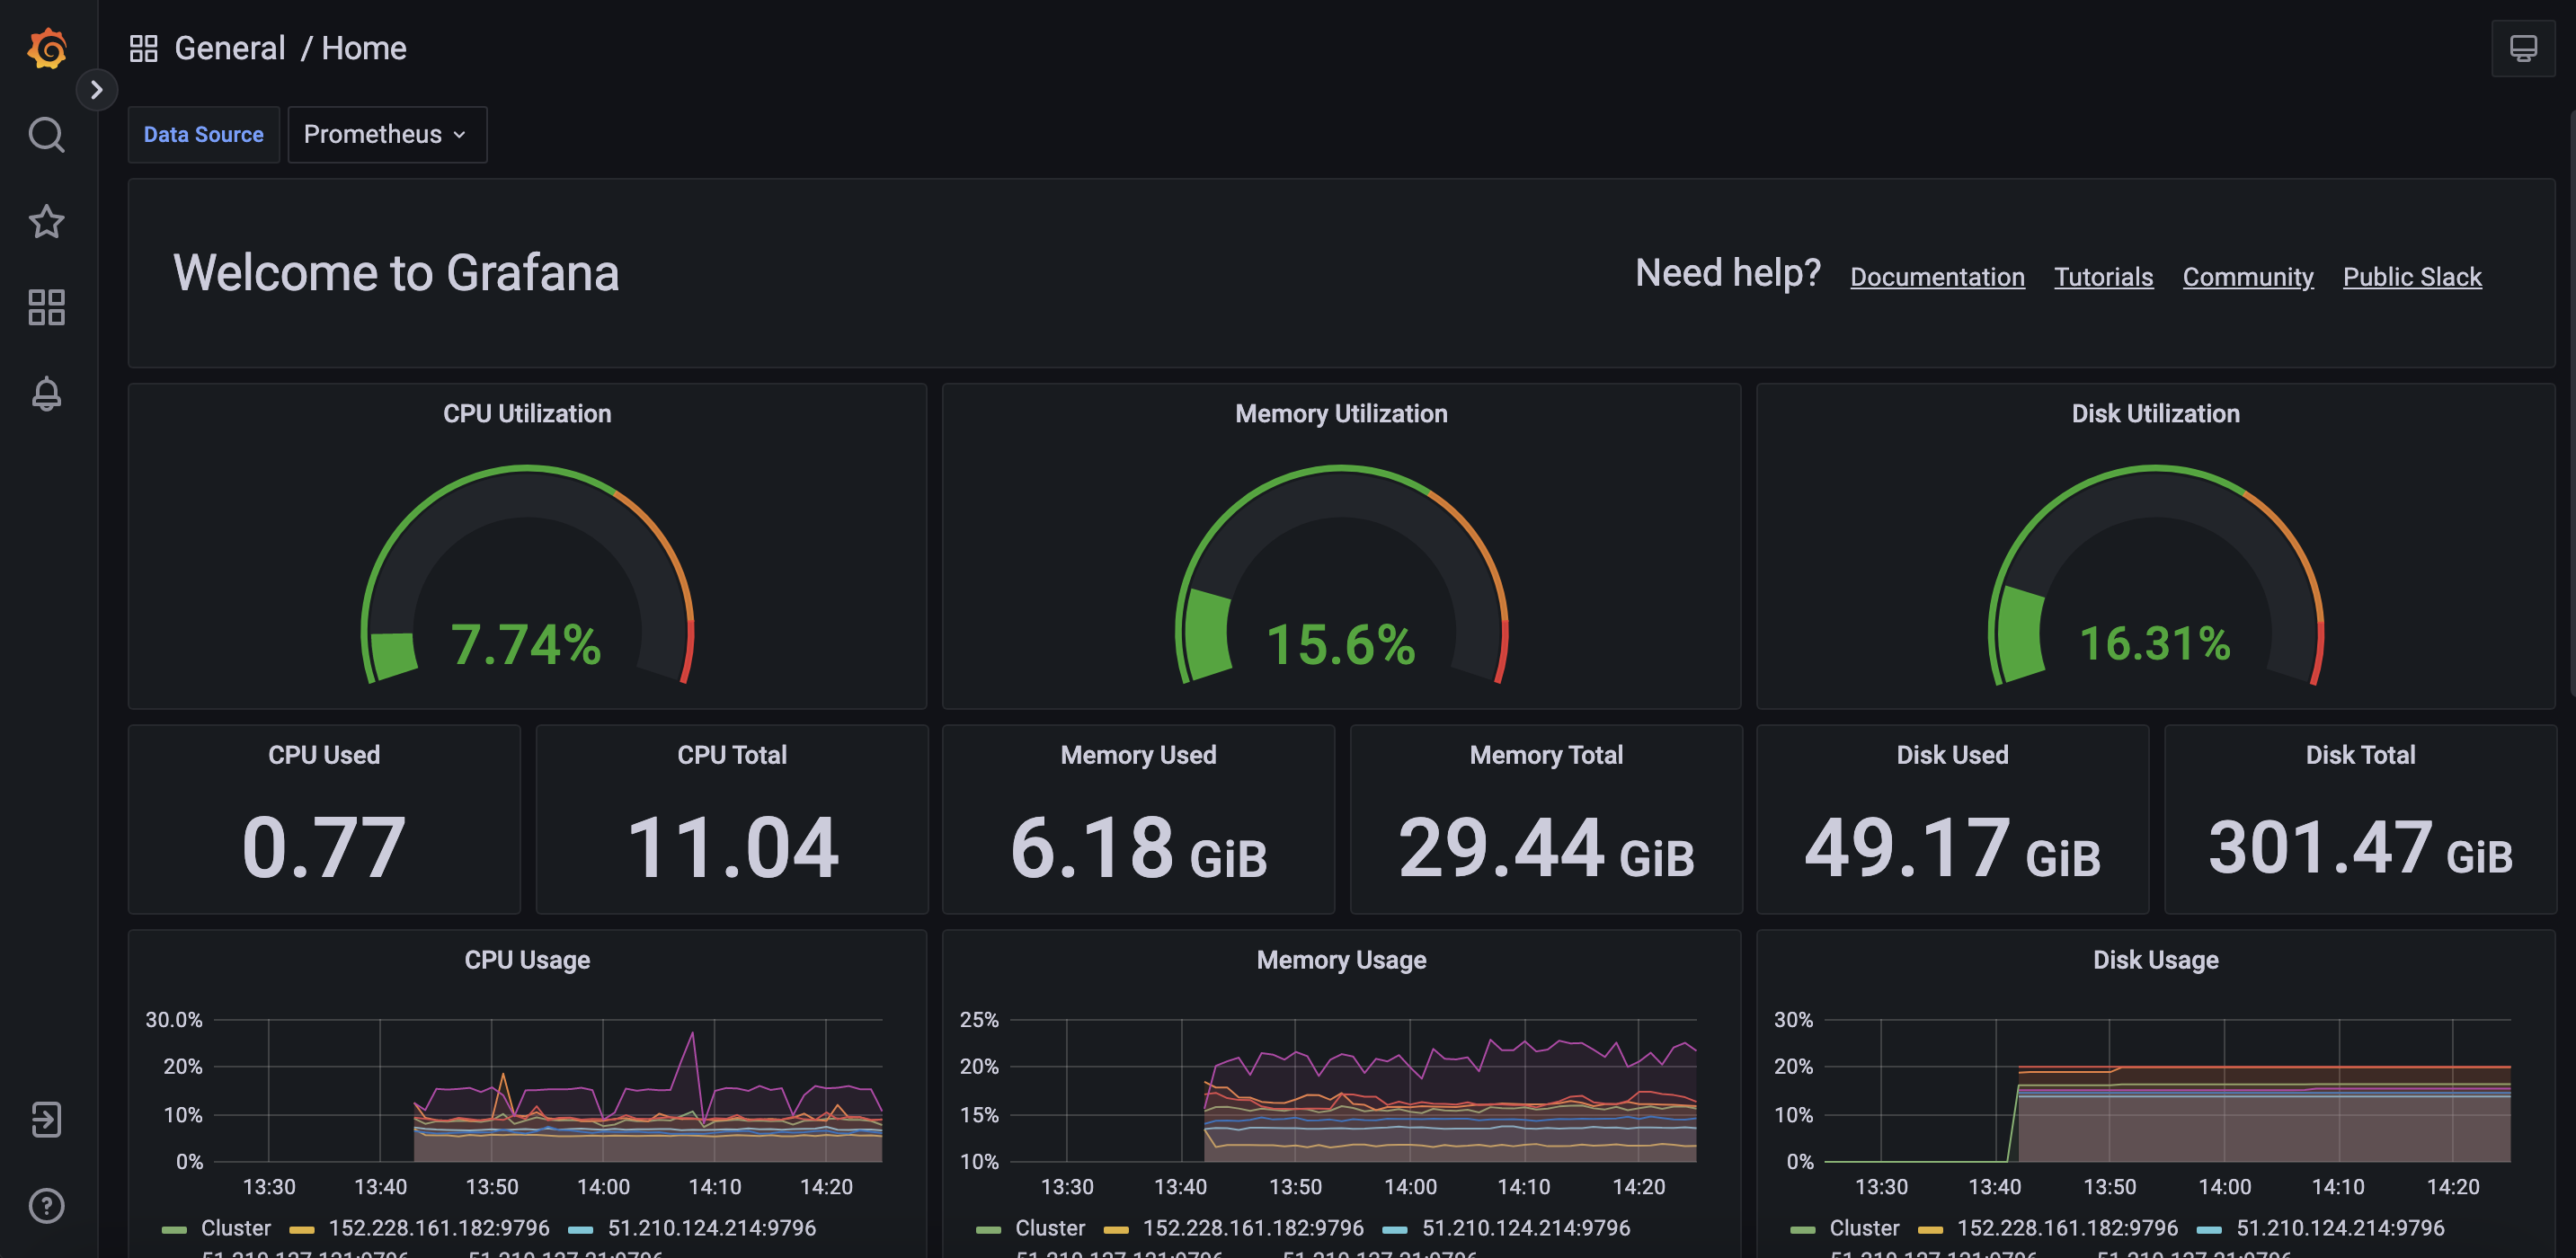 General / Home
Data Source Prometheus
Welcome to Grafana
Need help? Documentation Tutorials Community Public Slack
CPU Utilization
7.74%
Memory Utilization
15.6%
Disk Utilization
16.31%
CPU Used
0.77
CPU Total
11.04
Memory Used
6.18 GiB
Memory Total
29.44 GiB
Disk Used
49.17 GiB
Disk Total
301.47 GiB
CPU Usage
30.0%
20%
10%
0%
13:30 13:40 13:50 14:00 14:10 14:20
Cluster 152.228.161.182:9796 51.210.124.214:9796
Memory Usage
25%
20%
15%
10%
13:30 13:40 13:50 14:00 14:10 14:20
Cluster 152.228.161.182:9796 51.210.124.214:9796
Disk Usage
30%
20%
10%
0%
13:30 13:40 13:50 14:00 14:10 14:20
Cluster 152.228.161.182:9796 51.210.124.214:9796